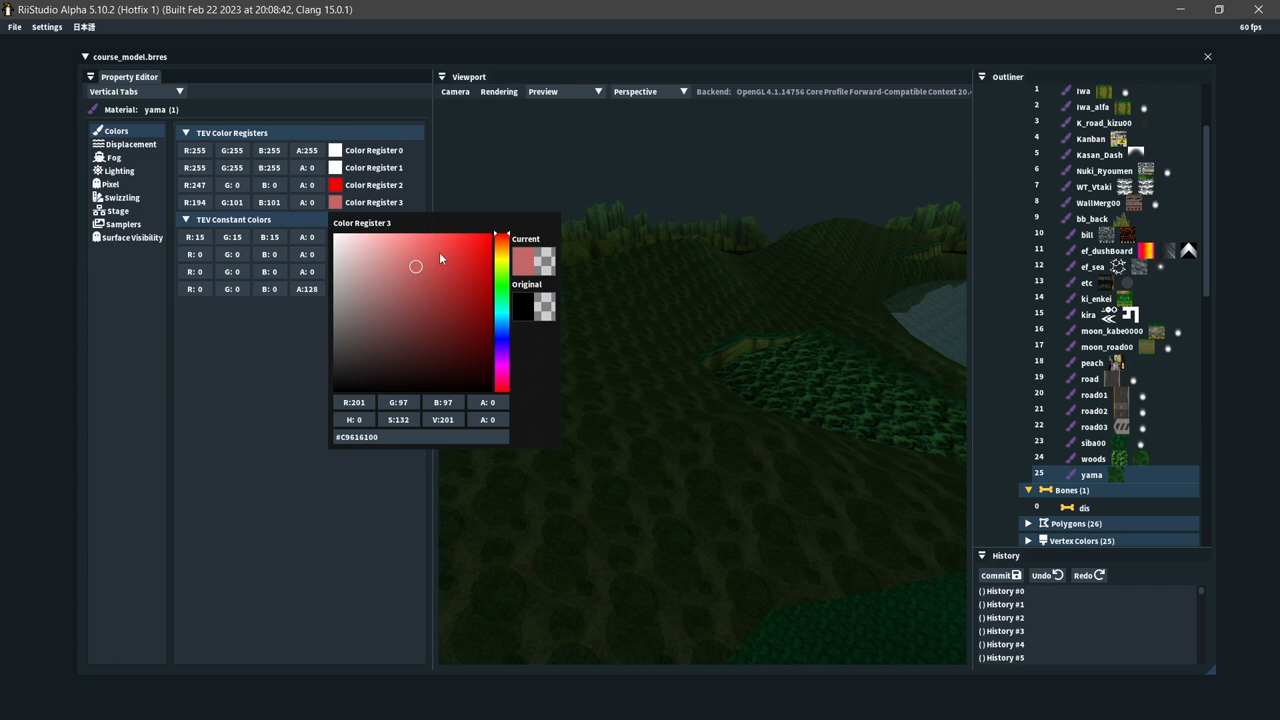 RiiStudio Alpha 5.10.2 (Hotfix 1) (Built Feb 22 2023 at 20:08:42, Clang 15.0.1)
File Settings 日本語 60 fps
course_model.brres
Property Editor
Vertical Tabs
Material: yama (1)
Colors
Displacement
Fog
Lighting
Pixel
Swizzling
Stage
Samplers
Surface Visibility
TEV Color Registers
R:255 G:255 B:255 A:255 Color Register 0
R:255 G:255 B:255 A: 0 Color Register 1
R:247 G: 0 B: 0 A: 0 Color Register 2
R:194 G:101 B:101 A: 0 Color Register 3
TEV Constant Colors
R: 15 G: 15 B: 15 A: 0
R: 0 G: 0 B: 0 A: 0
R: 0 G: 0 B: 0 A: 0
R: 0 G: 0 B: 0 A:128
Color Register 3
Current
Original
R:201 G: 97 B: 97 A: 0
H: 0 S:132 V:201 A: 0
#C9616100
Viewport
Camera Rendering Preview Perspective Backend: OpenGL 4.1.14756 Core Profile Forward-Compatible Context 20.
Outliner
1 Iwa
2 Iwa_alfa
3 K_road_kizu00
4 Kanban
5 Kasan_Dash
6 Nuki_Ryoumen
7 WT_Vtaki
8 WallMerg00
9 bb_back
10 bill
11 ef_dushBoard
12 ef_sea
13 etc
14 ki_enkei
15 kira
16 moon_kabe0000
17 moon_road00
18 peach
19 road
20 road01
21 road02
22 road03
23 siba00
24 woods
25 yama
Bones (1)
0 dis
Polygons (26)
Vertex Colors (25)
History
Commit Undo Redo
() History #0
() History #1
() History #2
() History #3
() History #4
() History #5